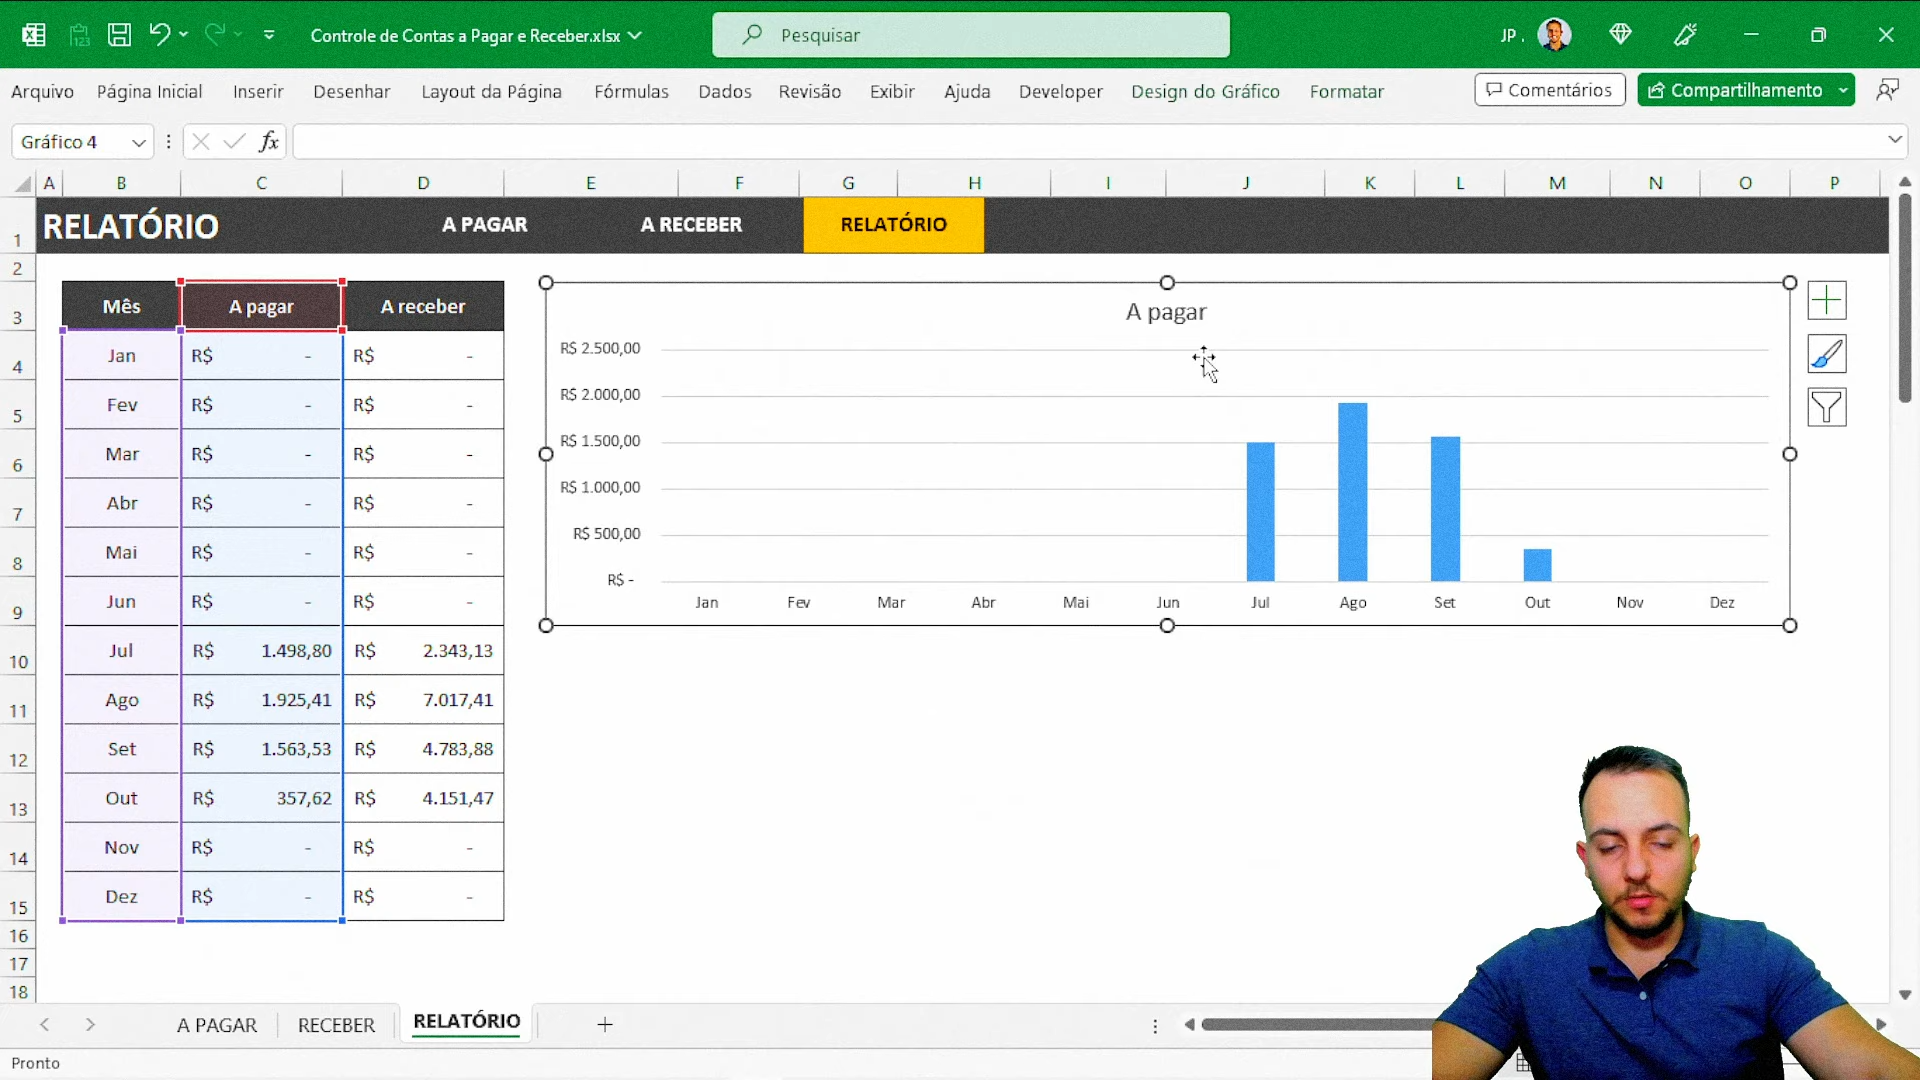 Controle de Contas a Pagar e Receber.xlsx
Pesquisar
JP .
Arquivo Página Inicial Inserir Desenhar Layout da Página Fórmulas Dados Revisão Exibir Ajuda Developer Design do Gráfico Formatar Comentários Compartilhamento
Gráfico 4 fx
A B C D E F G H I J K L M N O P
1 RELATÓRIO A PAGAR A RECEBER RELATÓRIO
2
3 Mês A pagar A receber
4 Jan R$ - R$ -
5 Fev R$ - R$ -
6 Mar R$ - R$ -
7 Abr R$ - R$ -
8 Mai R$ - R$ -
9 Jun R$ - R$ -
10 Jul R$ 1.498,80 R$ 2.343,13
11 Ago R$ 1.925,41 R$ 7.017,41
12 Set R$ 1.563,53 R$ 4.783,88
13 Out R$ 357,62 R$ 4.151,47
14 Nov R$ - R$ -
15 Dez R$ - R$ -
16
17
18
A pagar
R$ 2.500,00
R$ 2.000,00
R$ 1.500,00
R$ 1.000,00
R$ 500,00
R$ -
Jan Fev Mar Abr Mai Jun Jul Ago Set Out Nov Dez
A PAGAR RECEBER RELATÓRIO
Pronto